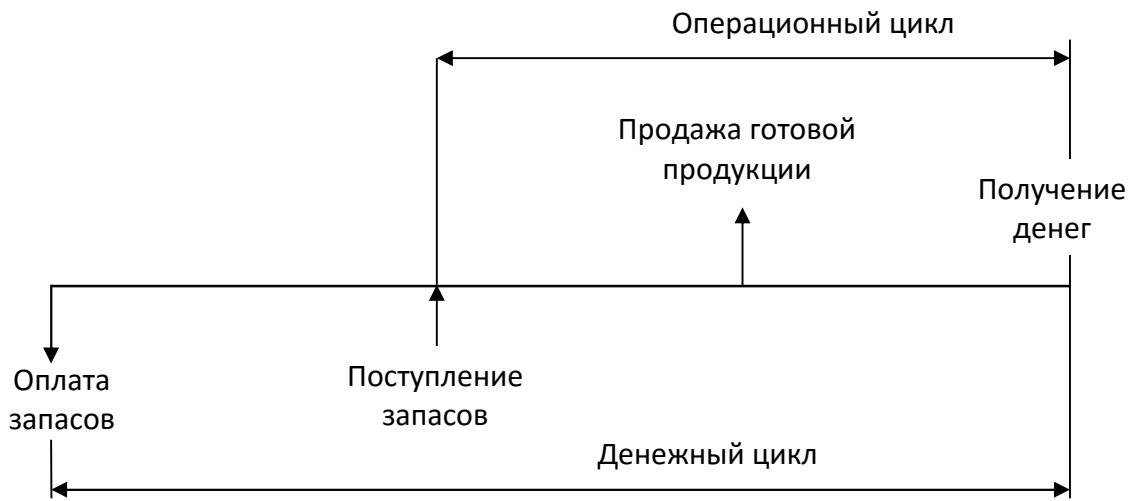 Операционный цикл
Продажа готовой
продукции
Получение
денег
Оплата
запасов
Поступление
запасов
Денежный цикл